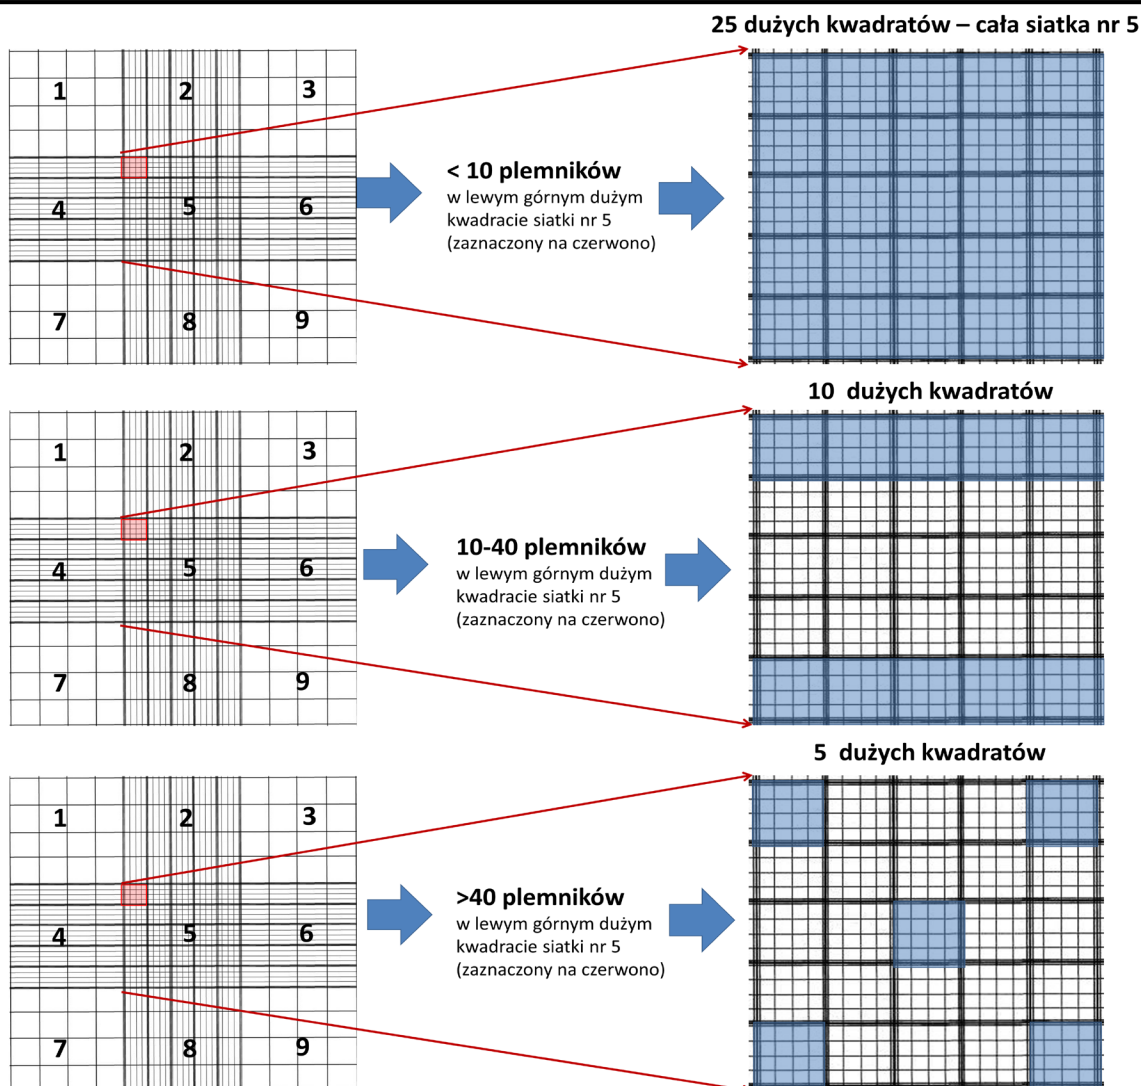 25 dużych kwadratów – cała siatka nr 5
1 2 3
4 5 6
7 8 9
< 10 plemników
w lewym górnym dużym
kwadracie siatki nr 5
(zaznaczony na czerwono)
10 dużych kwadratów
1 2 3
4 5 6
7 8 9
10-40 plemników
w lewym górnym dużym
kwadracie siatki nr 5
(zaznaczony na czerwono)
5 dużych kwadratów
1 2 3
4 5 6
7 8 9
>40 plemników
w lewym górnym dużym
kwadracie siatki nr 5
(zaznaczony na czerwono)